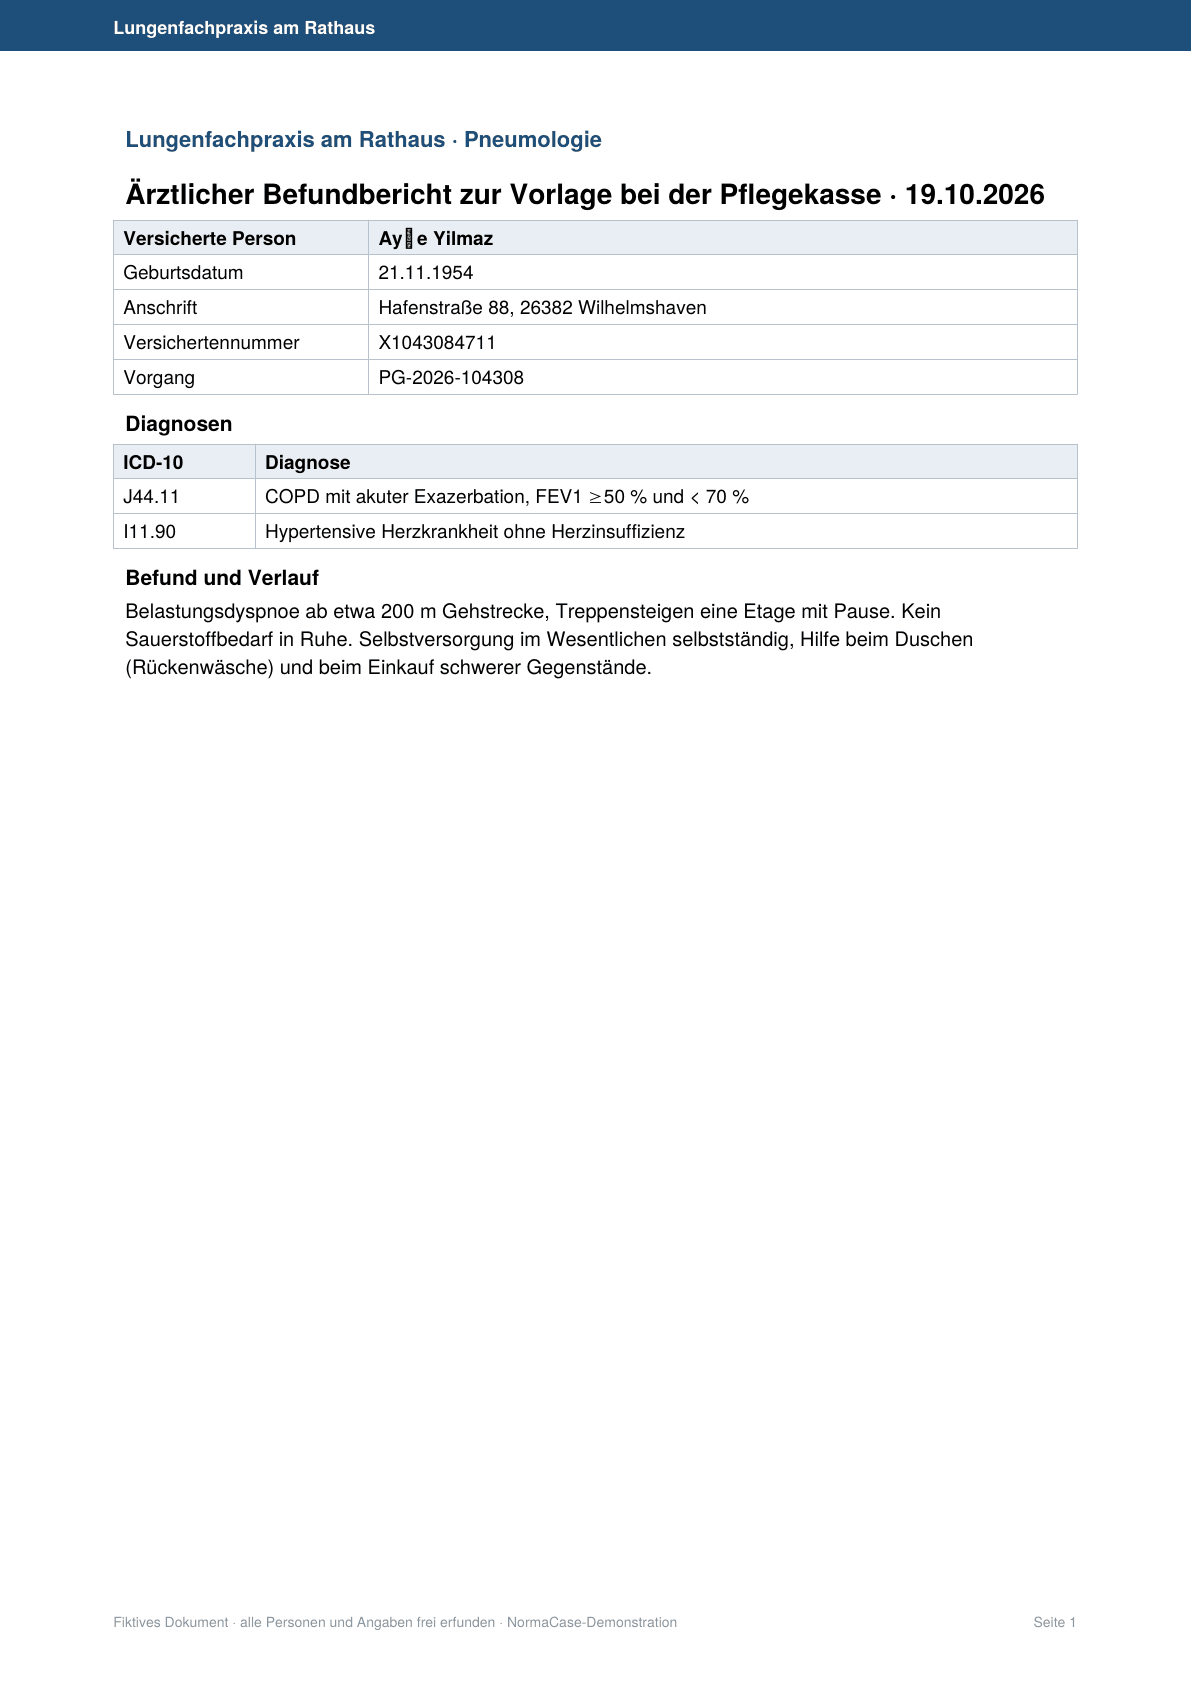 Lungenfachpraxis am Rathaus
Lungenfachpraxis am Rathaus · Pneumologie
Ärztlicher Befundbericht zur Vorlage bei der Pflegekasse · 19.10.2026
Versicherte Person Ay▯e Yilmaz
Geburtsdatum 21.11.1954
Anschrift Hafenstraße 88, 26382 Wilhelmshaven
Versichertennummer X1043084711
Vorgang PG-2026-104308
Diagnosen
ICD-10 Diagnose
J44.11 COPD mit akuter Exazerbation, FEV1 ≥50 % und < 70 %
I11.90 Hypertensive Herzkrankheit ohne Herzinsuffizienz
Befund und Verlauf
Belastungsdyspnoe ab etwa 200 m Gehstrecke, Treppensteigen eine Etage mit Pause. Kein
Sauerstoffbedarf in Ruhe. Selbstversorgung im Wesentlichen selbstständig, Hilfe beim Duschen
(Rückenwäsche) und beim Einkauf schwerer Gegenstände.
Fiktives Dokument · alle Personen und Angaben frei erfunden · NormaCase-Demonstration Seite 1